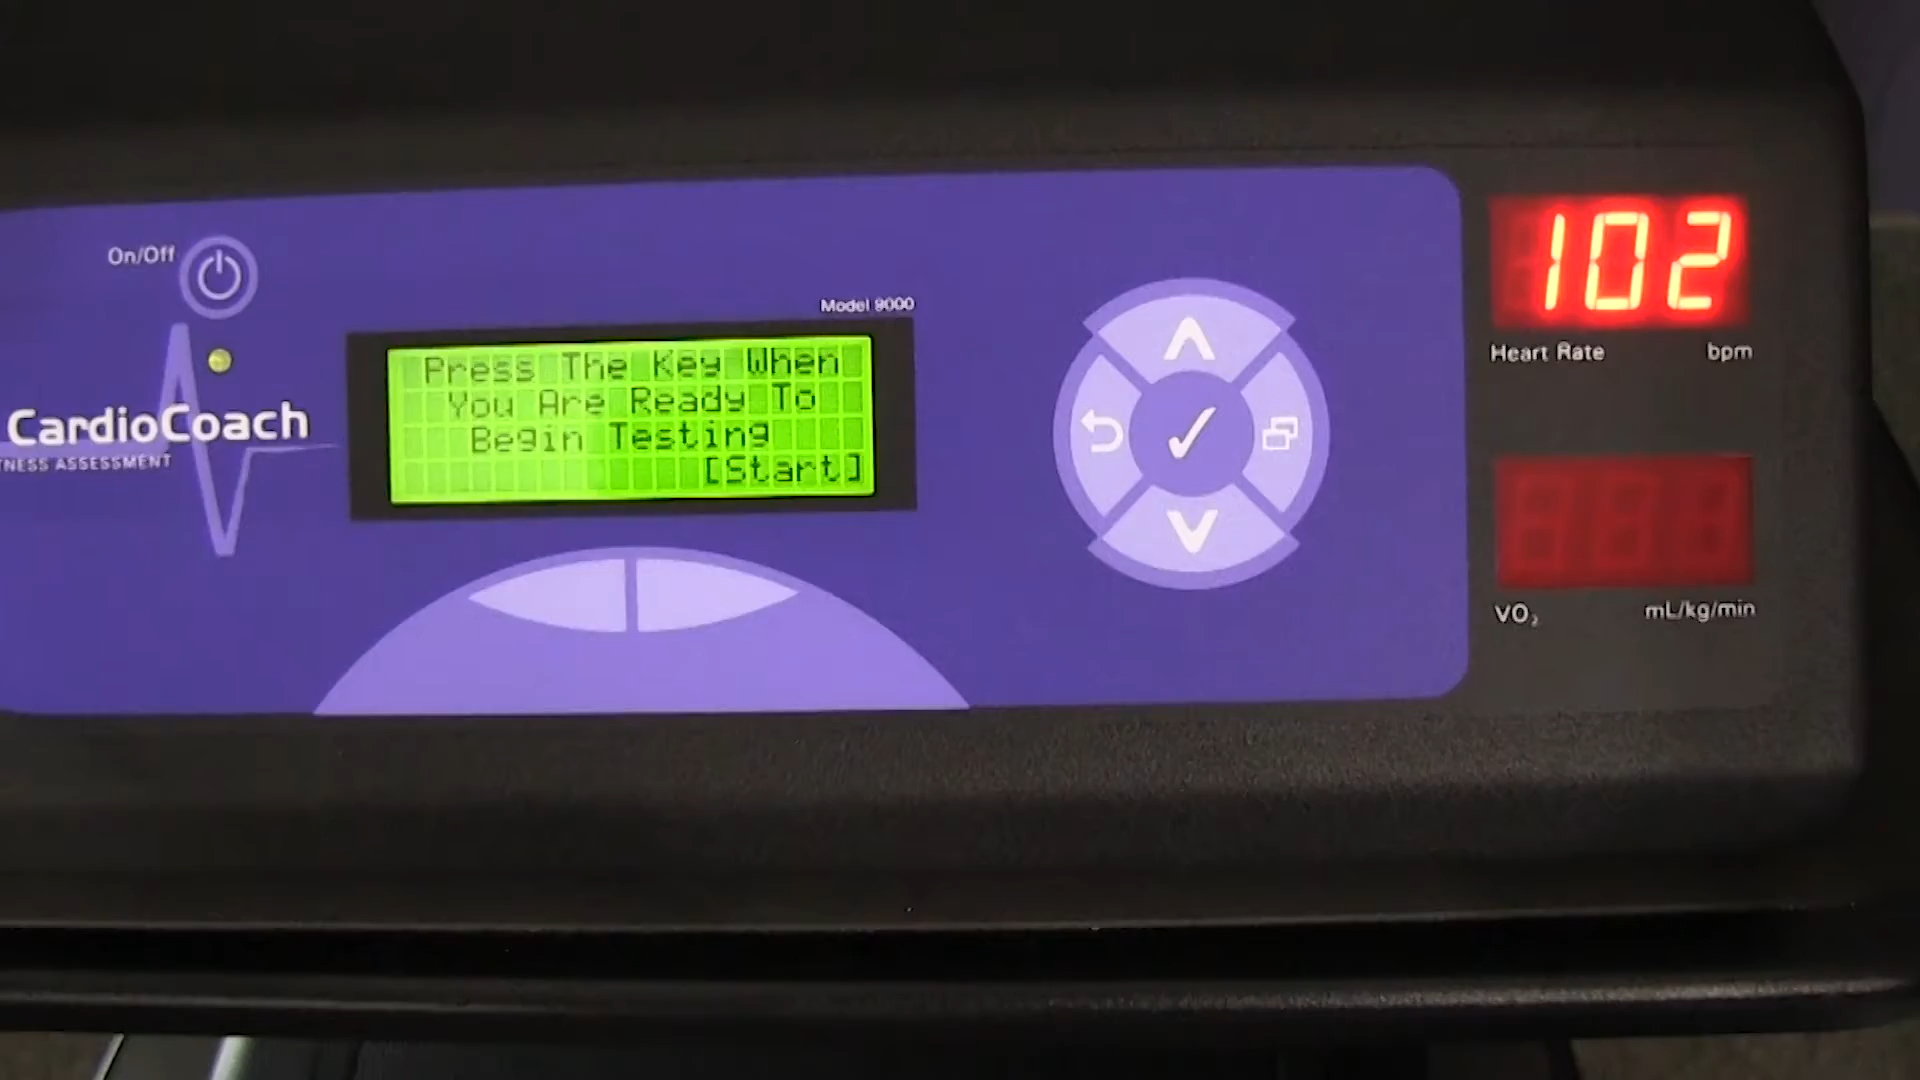 On/Off
Model 9000
Press The Key When
You Are Ready To
Begin Testing
[Start]
CardioCoach
TNESS ASSESSMENT
102
Heart Rate bpm
VO₂ mL/kg/min